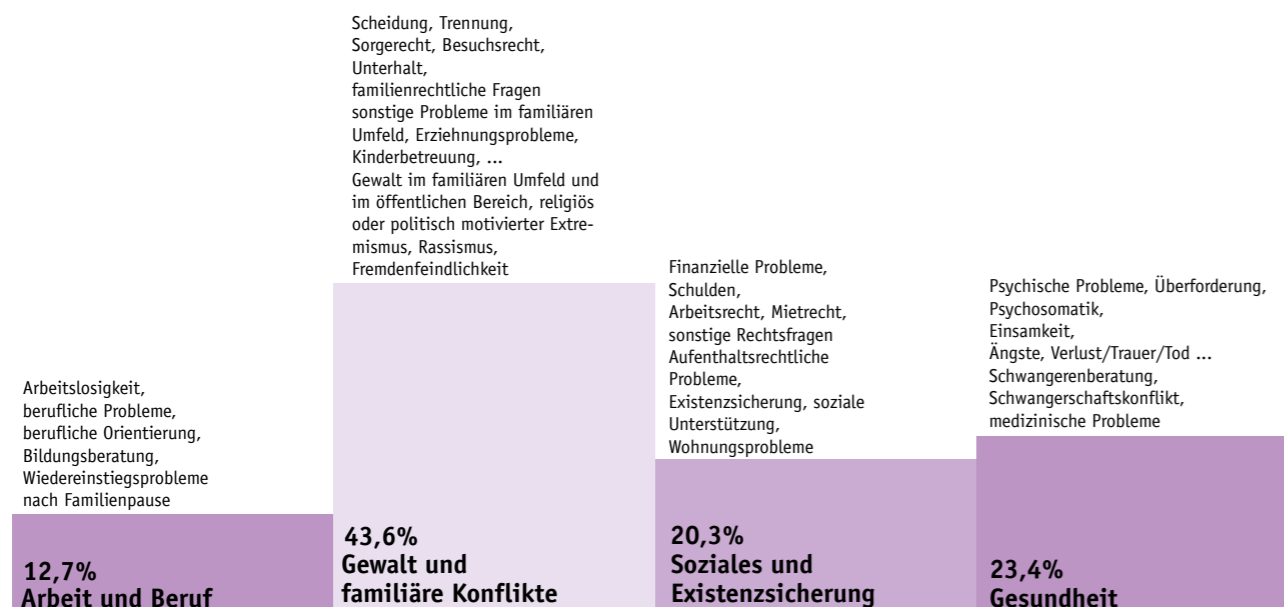 Arbeitslosigkeit,
berufliche Probleme,
berufliche Orientierung,
Bildungsberatung,
Wiedereinstiegsprobleme
nach Familienpause
12,7%
Arbeit und Beruf
Scheidung, Trennung,
Sorgerecht, Besuchsrecht,
Unterhalt,
familienrechtliche Fragen
sonstige Probleme im familiären
Umfeld, Erziehnungsprobleme,
Kinderbetreuung, ...
Gewalt im familiären Umfeld und
im öffentlichen Bereich, religiös
oder politisch motivierter Extre-
mismus, Rassismus,
Fremdenfeindlichkeit
43,6%
Gewalt und
familiäre Konflikte
Finanzielle Probleme,
Schulden,
Arbeitsrecht, Mietrecht,
sonstige Rechtsfragen
Aufenthaltsrechtliche
Probleme,
Existenzsicherung, soziale
Unterstützung,
Wohnungsprobleme
20,3%
Soziales und
Existenzsicherung
Psychische Probleme, Überforderung,
Psychosomatik,
Einsamkeit,
Ängste, Verlust/Trauer/Tod ...
Schwangerenberatung,
Schwangerschaftskonflikt,
medizinische Probleme
23,4%
Gesundheit